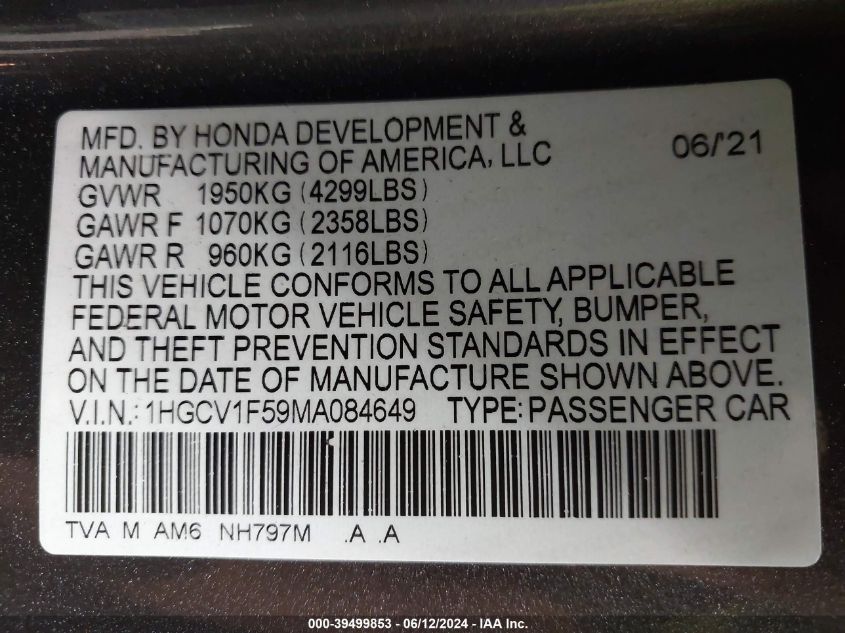 MFD. BY HONDA DEVELOPMENT &
MANUFACTURING OF AMERICA, LLC 06/'21
GVWR 1950KG (4299LBS)
GAWR F 1070KG (2358LBS)
GAWR R 960KG (2116LBS)
THIS VEHICLE CONFORMS TO ALL APPLICABLE
FEDERAL MOTOR VEHICLE SAFETY, BUMPER,
AND THEFT PREVENTION STANDARDS IN EFFECT
ON THE DATE OF MANUFACTURE SHOWN ABOVE.
V.I.N.: 1HGCV1F59MA084649 TYPE: PASSENGER CAR
TVA M AM6 NH797M .A .A
000-39499853 - 06/12/2024 - IAA Inc.